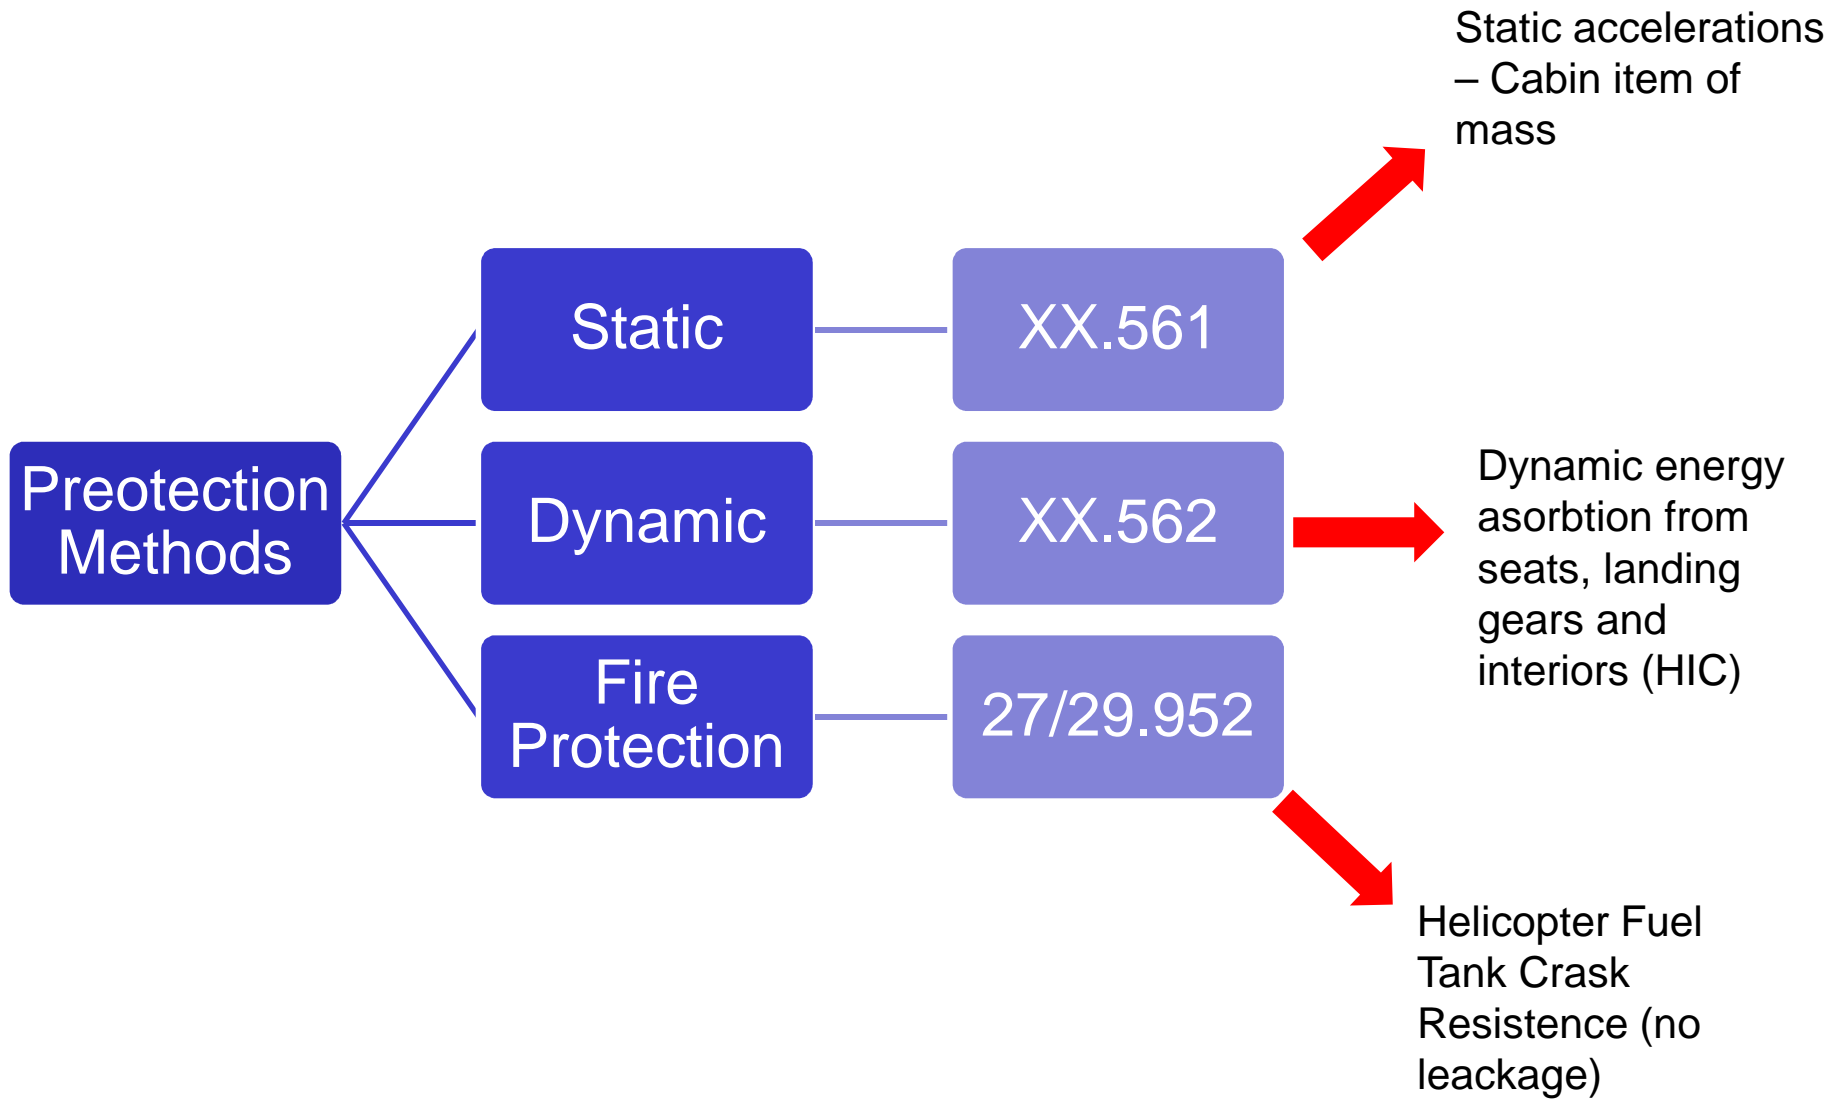 Static accelerations
– Cabin item of
mass
Static
XX.561
Preotection
Methods
Dynamic
XX.562
Dynamic energy
asorbtion from
seats, landing
gears and
interiors (HIC)
Fire
Protection
27/29.952
Helicopter Fuel
Tank Crask
Resistence (no
leackage)